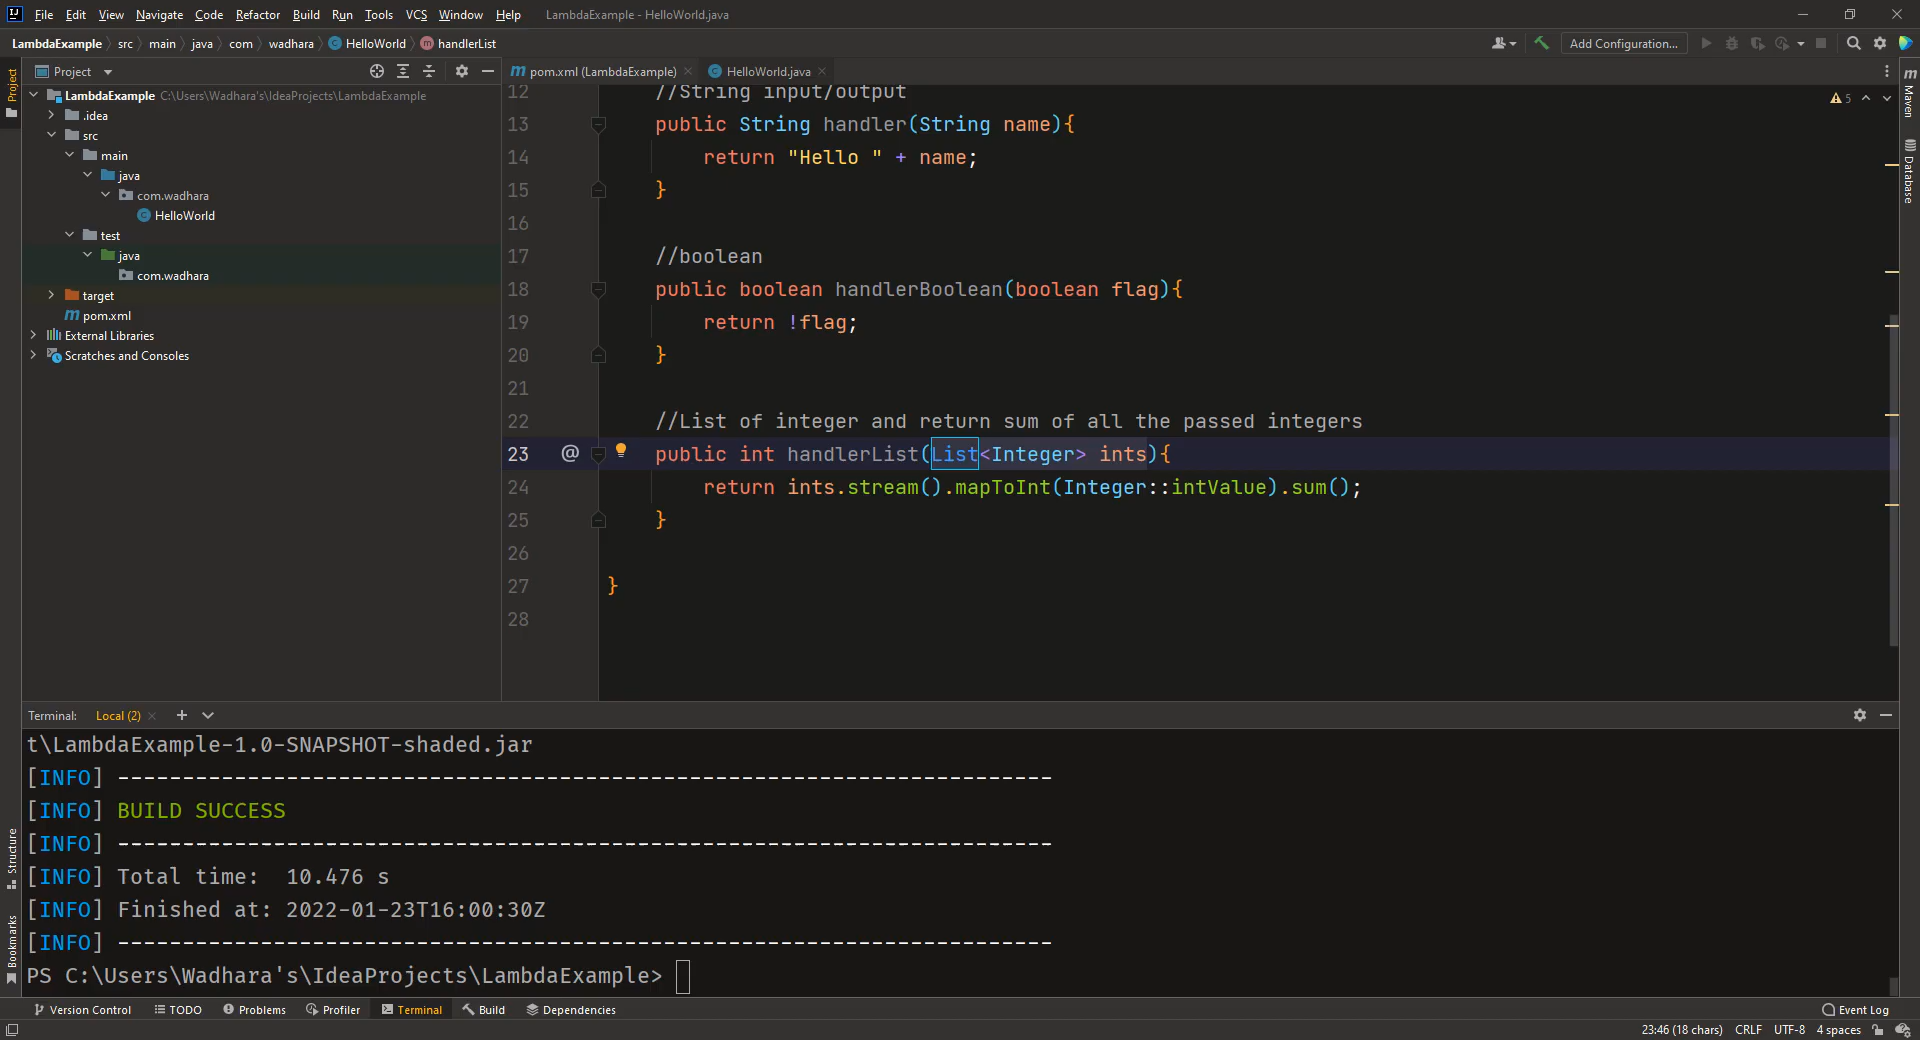 File Edit View Navigate Code Refactor Build Run Tools VCS Window Help LambdaExample - HelloWorld.java
LambdaExample src main java com wadhara HelloWorld handlerList Add Configuration...
Project pom.xml (LambdaExample) HelloWorld.java
LambdaExample C:\Users\Wadhara's\IdeaProjects\LambdaExample
.idea
src
main
java
com.wadhara
HelloWorld
test
java
com.wadhara
target
pom.xml
External Libraries
Scratches and Consoles
12 //String input/output
5
13 public String handler(String name){
14 return "Hello " + name;
15 }
16
17 //boolean
18 public boolean handlerBoolean(boolean flag){
19 return !flag;
20 }
21
22 //List of integer and return sum of all the passed integers
23 @ public int handlerList(List<Integer> ints){
24 return ints.stream().mapToInt(Integer::intValue).sum();
25 }
26
27 }
28
Project
Structure
Bookmarks
Maven
Database
Terminal: Local (2)
t\LambdaExample-1.0-SNAPSHOT-shaded.jar
[INFO] ------------------------------------------------------------------------
[INFO] BUILD SUCCESS
[INFO] ------------------------------------------------------------------------
[INFO] Total time:  10.476 s
[INFO] Finished at: 2022-01-23T16:00:30Z
[INFO] ------------------------------------------------------------------------
PS C:\Users\Wadhara's\IdeaProjects\LambdaExample>
Version Control TODO Problems Profiler Terminal Build Dependencies Event Log
23:46 (18 chars) CRLF UTF-8 4 spaces